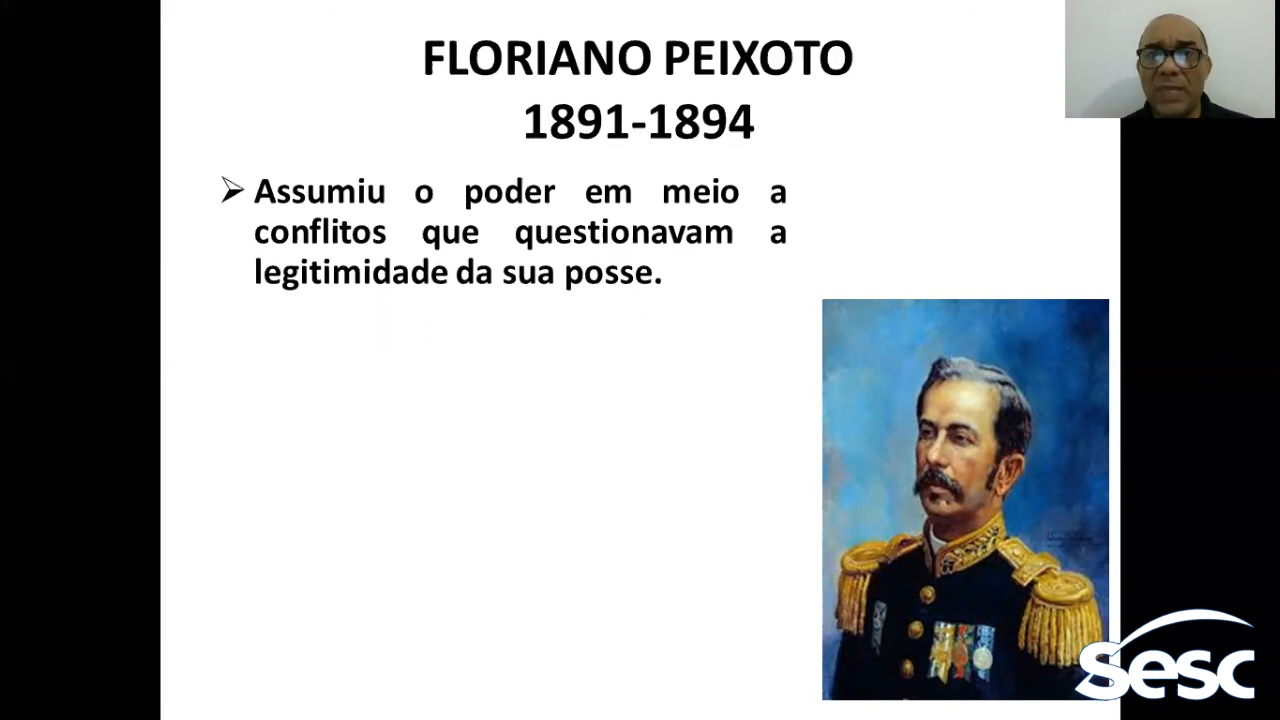 FLORIANO PEIXOTO
1891-1894
Assumiu o poder em meio a
conflitos que questionavam a
legitimidade da sua posse.
Sesc